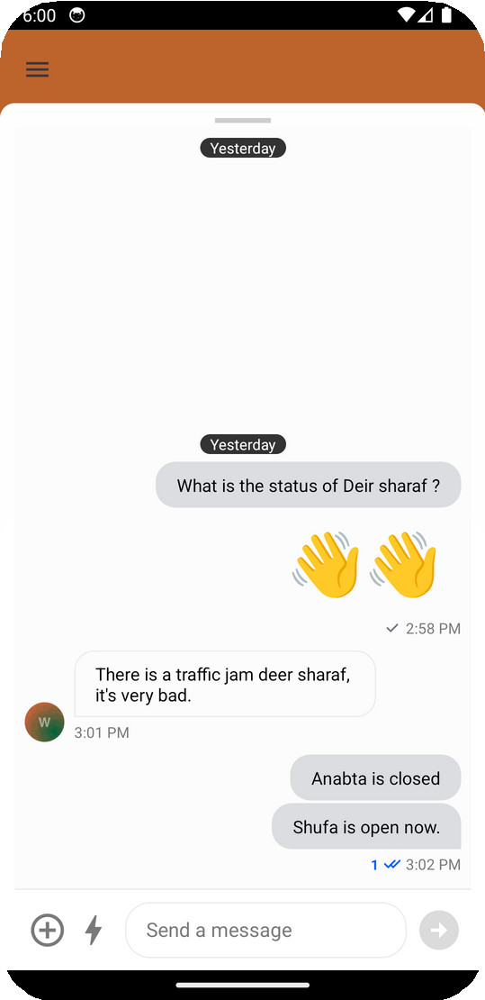 6:00
Yesterday
Yesterday
What is the status of Deir sharaf ?
👋👋
2:58 PM
There is a traffic jam deer sharaf,
it's very bad.
W
3:01 PM
Anabta is closed
Shufa is open now.
1 3:02 PM
Send a message